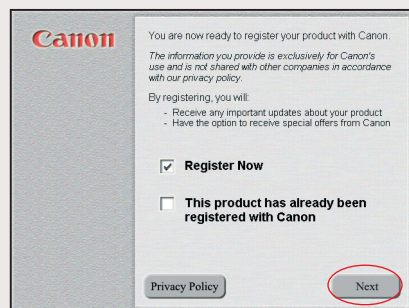 Canon
You are now ready to register your product with Canon.
The information you provide is exclusively for Canon's
use and is not shared with other companies in accordance
with our privacy policy.
By registering, you will:
- Receive any important updates about your product
- Have the option to receive special offers from Canon
Register Now
This product has already been
registered with Canon
Privacy Policy
Next